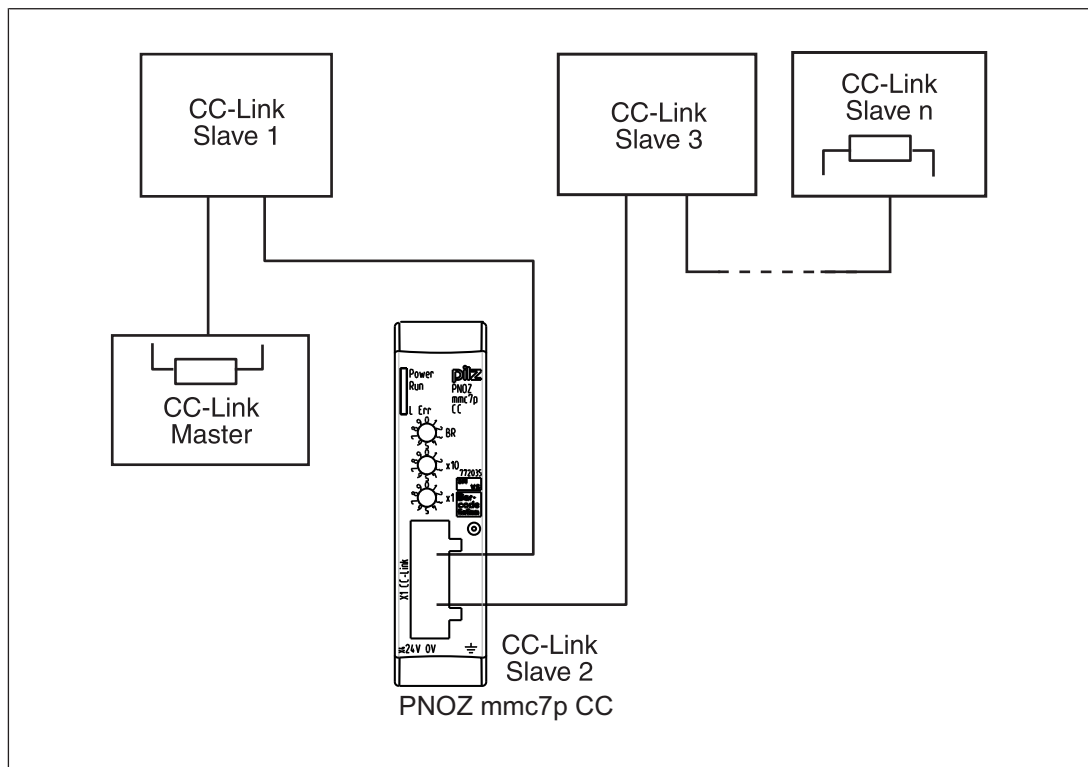 CC-Link
Slave 1
CC-Link
Slave 3
CC-Link
Slave n
CC-Link
Master
Power
Run
pilz
PNOZ
mmc7p
CC
L Err
BR
x10
772035
x1
X1 CC-Link
24V 0V
CC-Link
Slave 2
PNOZ mmc7p CC